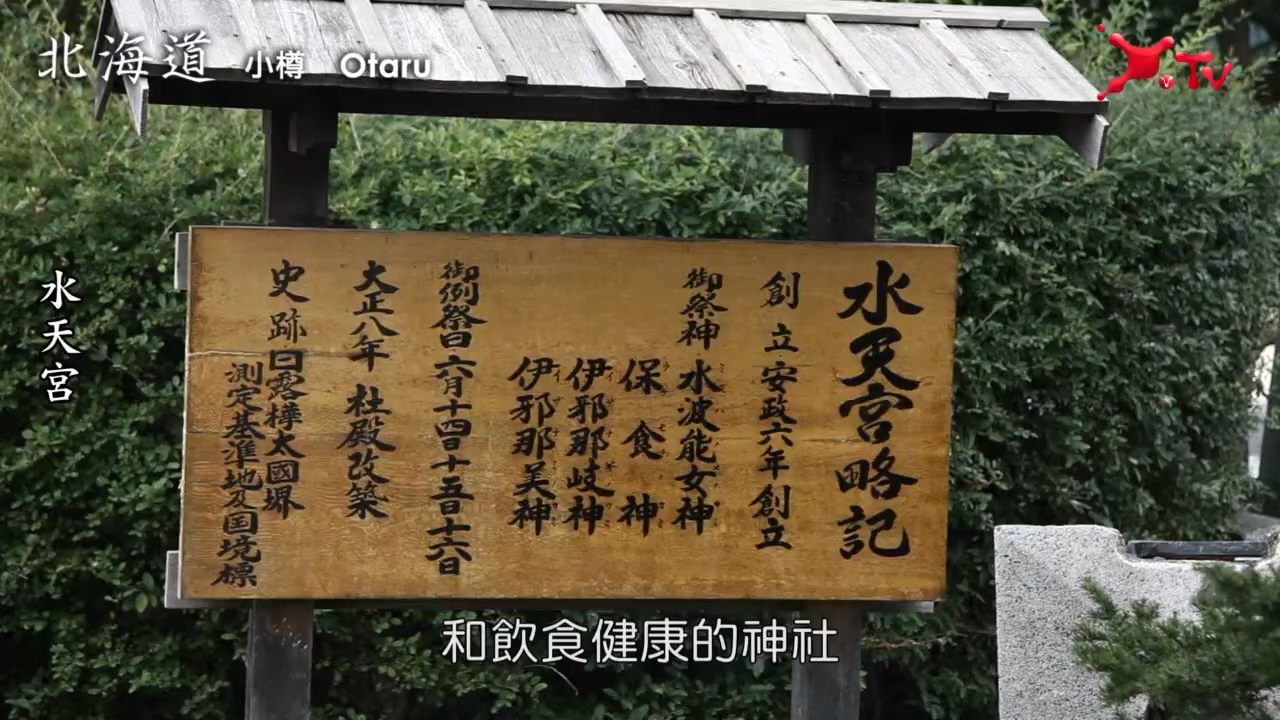 北海道 小樽 Otaru
vTV
水天宮
水天宮略記
創立 安政六年創立
御祭神 水波能女神
保食神
伊邪那岐神
伊邪那美神
御例祭日 六月十四日十五日十六日
大正八年 社殿改築
史跡 日露樺太國堺
測定基準地及国境標
和飲食健康的神社